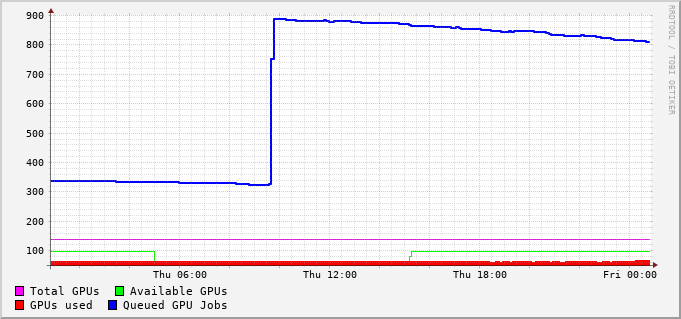 900
800
700
600
500
400
300
200
100
Thu 06:00 Thu 12:00 Thu 18:00 Fri 00:00
Total GPUs Available GPUs
GPUs used Queued GPU Jobs
RRDTOOL / TOBI OETIKER